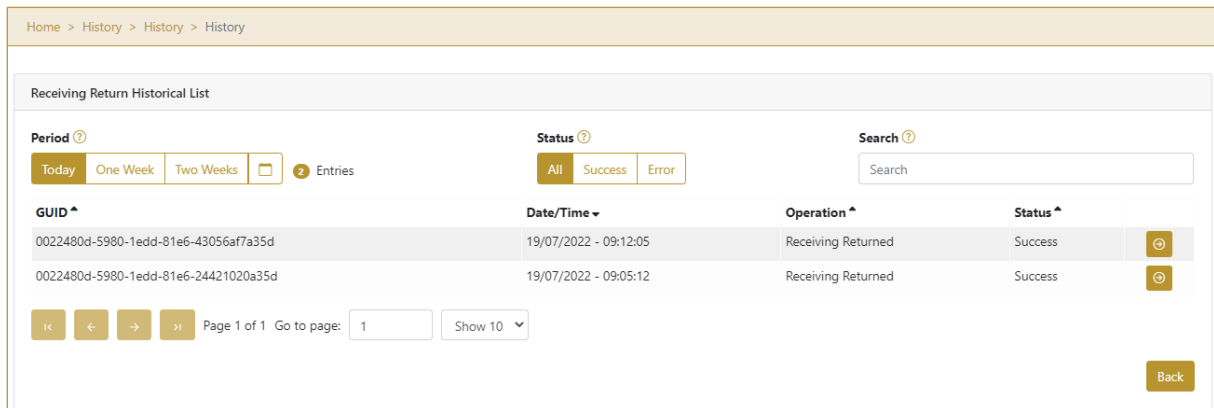 Home > History > History > History
Receiving Return Historical List
Period ?
Status ?
Search ?
Today One Week Two Weeks 2 Entries
All Success Error
Search
GUID Date/Time Operation Status
0022480d-5980-1edd-81e6-43056af7a35d 19/07/2022 - 09:12:05 Receiving Returned Success
0022480d-5980-1edd-81e6-24421020a35d 19/07/2022 - 09:05:12 Receiving Returned Success
Page 1 of 1 Go to page: 1 Show 10
Back